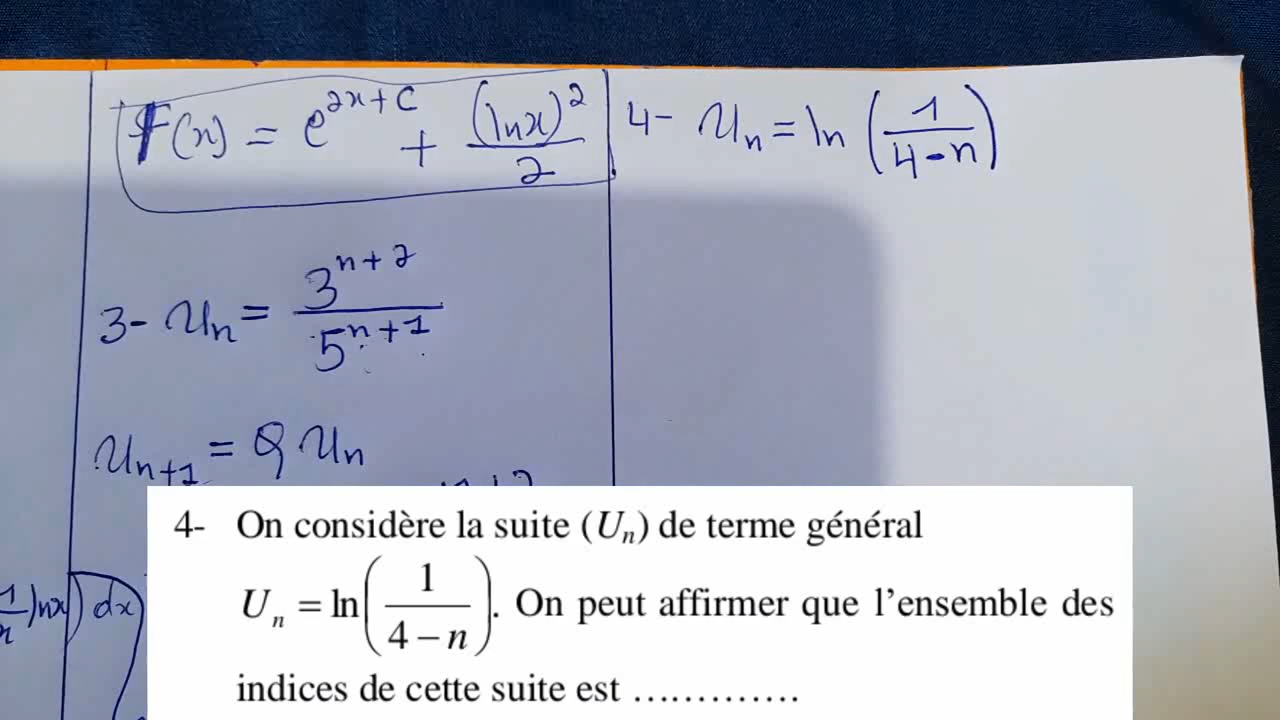 F(x) = e^{2x+c} + (lnx)^2/2
3- Un = 3^{n+2}/5^{n+1}
Un+1 = Q Un
lnx) dx
4- Un = ln (1/(4-n))
4- On considère la suite (Un) de terme général
Un = ln(1/(4-n)). On peut affirmer que l'ensemble des
indices de cette suite est .............